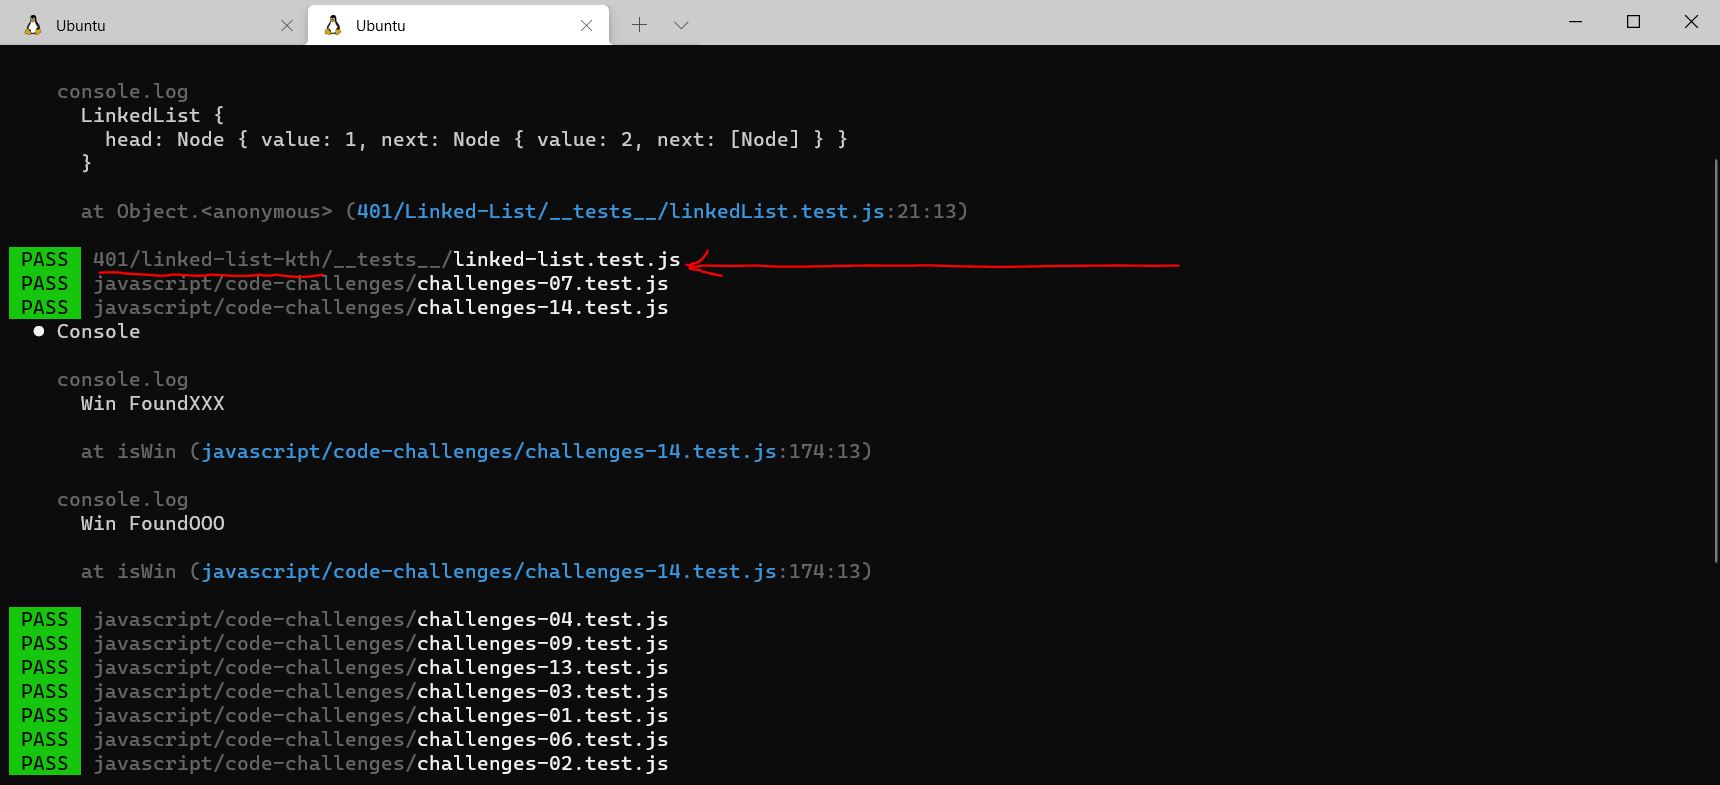 Ubuntu
Ubuntu
console.log
LinkedList {
head: Node { value: 1, next: Node { value: 2, next: [Node] } }
}
at Object.<anonymous> (401/Linked-List/__tests__/linkedList.test.js:21:13)
PASS 401/linked-list-kth/__tests__/linked-list.test.js
PASS javascript/code-challenges/challenges-07.test.js
PASS javascript/code-challenges/challenges-14.test.js
● Console
console.log
Win FoundXXX
at isWin (javascript/code-challenges/challenges-14.test.js:174:13)
console.log
Win FoundOOO
at isWin (javascript/code-challenges/challenges-14.test.js:174:13)
PASS javascript/code-challenges/challenges-04.test.js
PASS javascript/code-challenges/challenges-09.test.js
PASS javascript/code-challenges/challenges-13.test.js
PASS javascript/code-challenges/challenges-03.test.js
PASS javascript/code-challenges/challenges-01.test.js
PASS javascript/code-challenges/challenges-06.test.js
PASS javascript/code-challenges/challenges-02.test.js